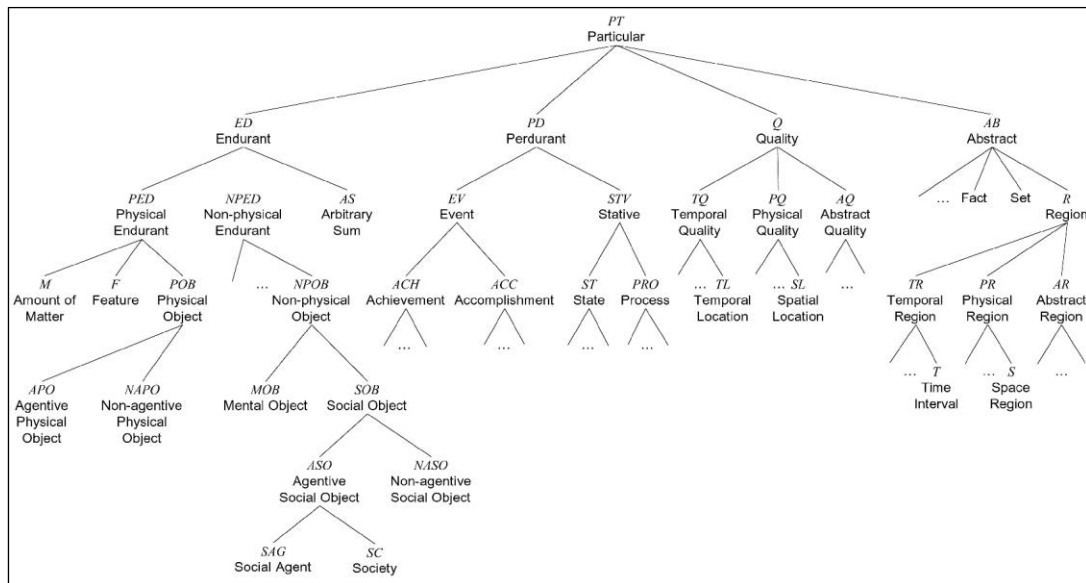 PT
Particular
ED PD Q AB
Endurant Perdurant Quality Abstract
PED NPED AS EV STV TQ PQ AQ … Fact Set R
Physical Non-physical Arbitrary Event Stative Temporal Physical Abstract Region
Endurant Endurant Sum Quality Quality Quality
M F POB … NPOB ACH ACC ST PRO … TL … SL … TR PR AR
Amount of Feature Physical Non-physical Achievement Accomplishment State Process Temporal Spatial Temporal Physical Abstract
Matter Object Object Location Location Region Region Region
… … … …
APO NAPO MOB SOB … T … S …
Agentive Non-agentive Mental Object Social Object Time Space
Physical Physical Interval Region
Object Object
ASO NASO
Agentive Non-agentive
Social Object Social Object
SAG SC
Social Agent Society